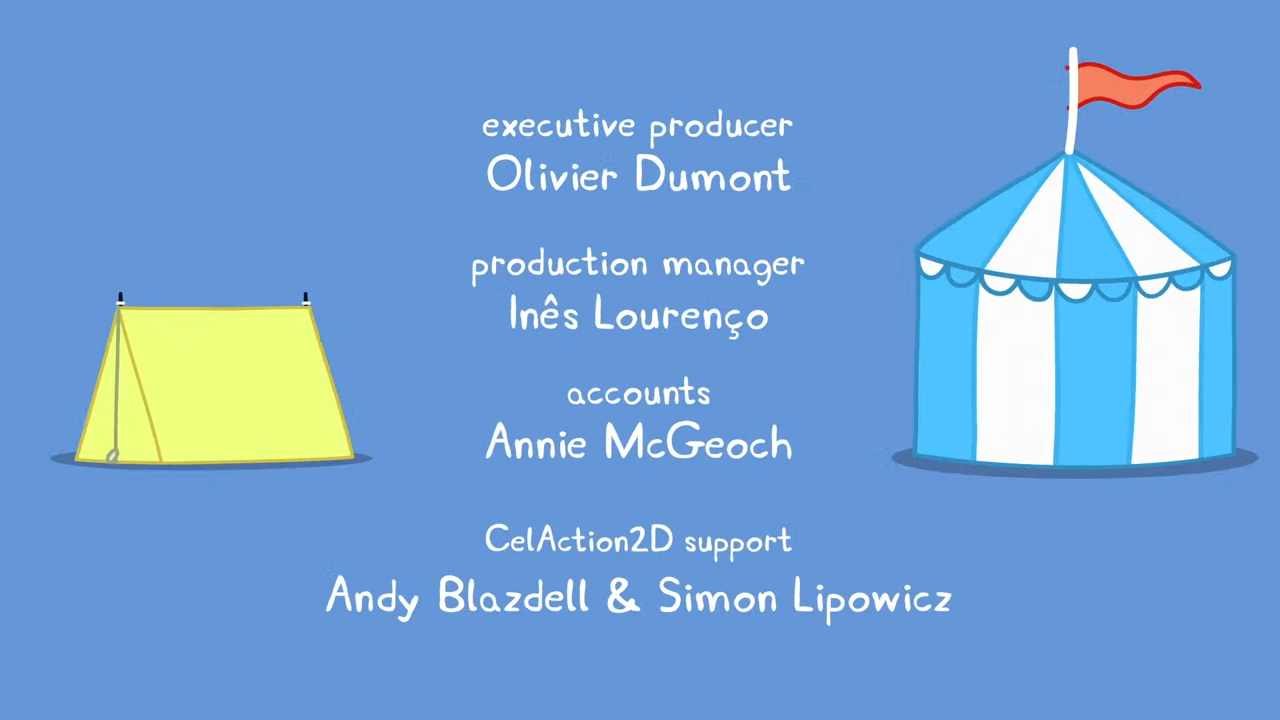 executive producer
Olivier Dumont
production manager
Inês Lourenço
accounts
Annie McGeoch
CelAction2D support
Andy Blazdell & Simon Lipowicz